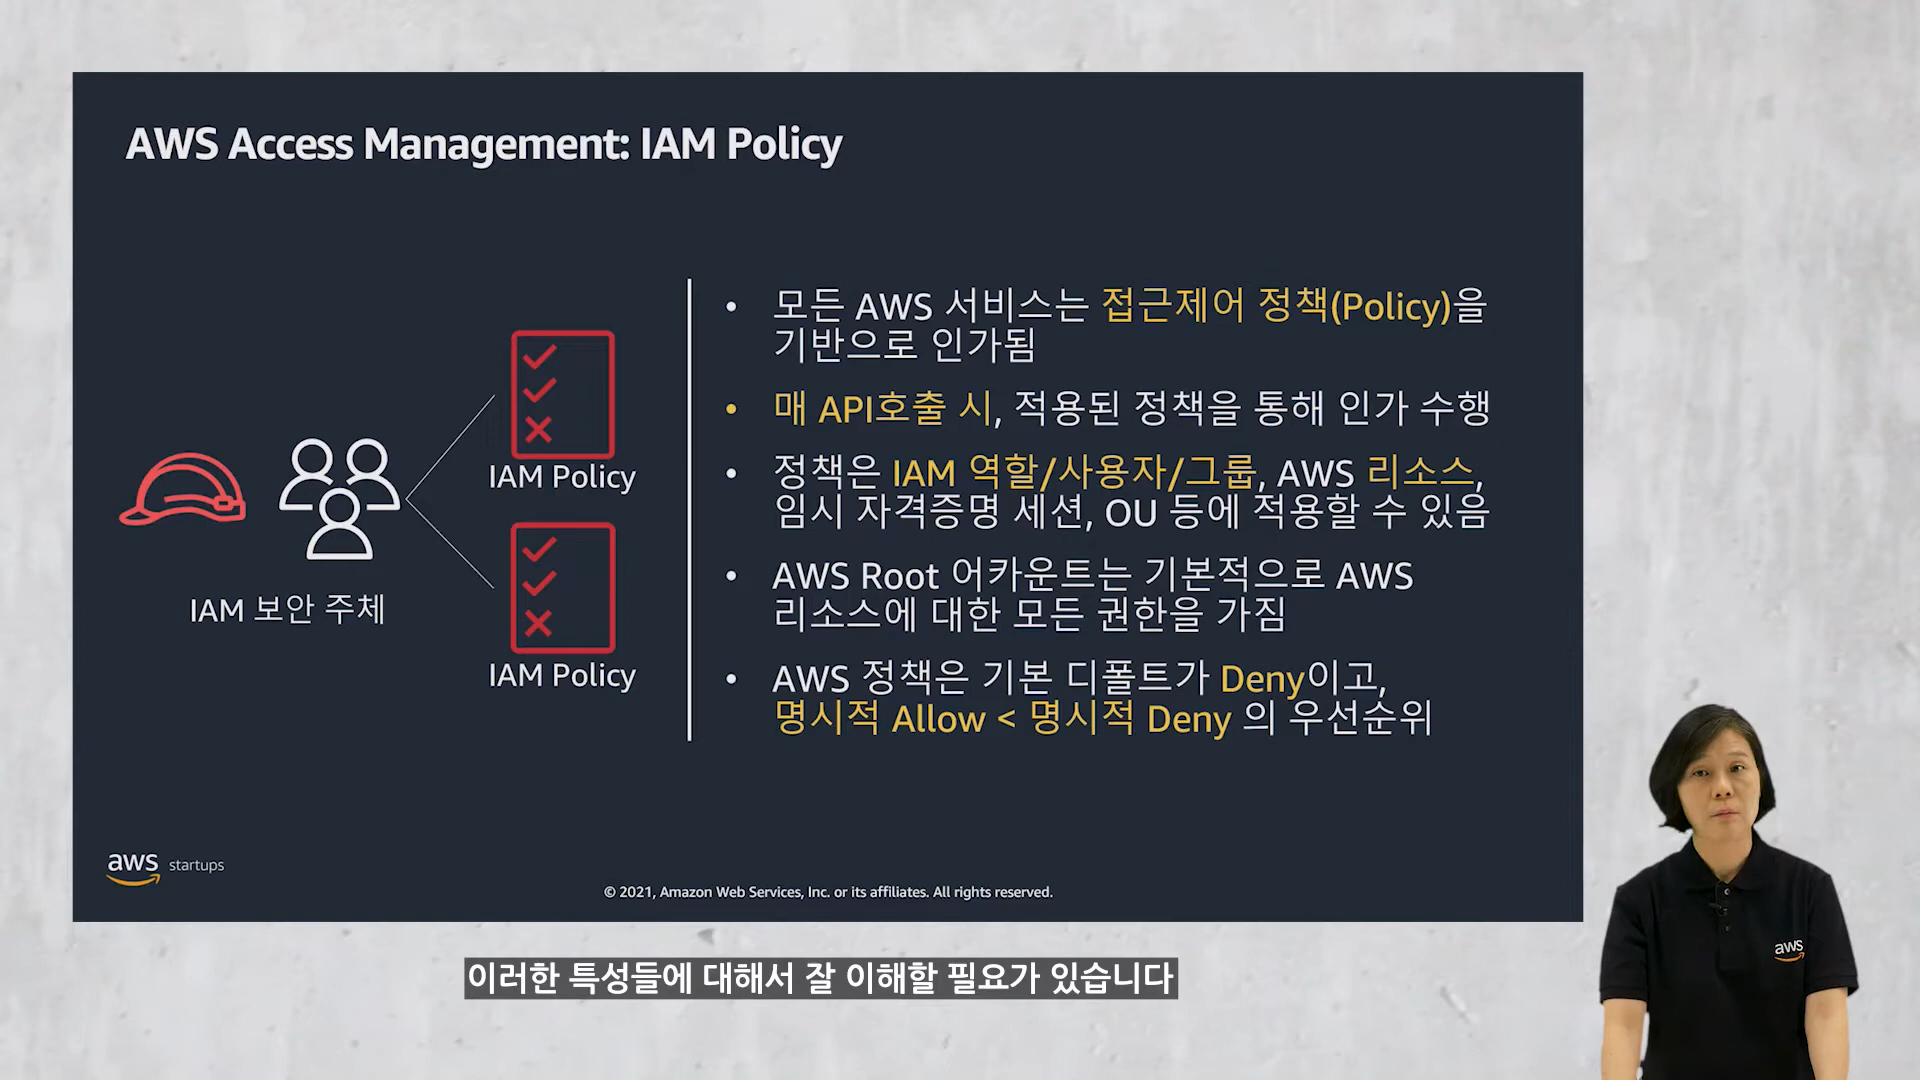 AWS Access Management: IAM Policy
IAM 보안 주체
IAM Policy
IAM Policy
• 모든 AWS 서비스는 접근제어 정책(Policy)을
기반으로 인가됨
• 매 API호출 시, 적용된 정책을 통해 인가 수행
• 정책은 IAM 역할/사용자/그룹, AWS 리소스,
임시 자격증명 세션, OU 등에 적용할 수 있음
• AWS Root 어카운트는 기본적으로 AWS
리소스에 대한 모든 권한을 가짐
• AWS 정책은 기본 디폴트가 Deny이고,
명시적 Allow < 명시적 Deny 의 우선순위
aws startups
© 2021, Amazon Web Services, Inc. or its affiliates. All rights reserved.
aws
이러한 특성들에 대해서 잘 이해할 필요가 있습니다